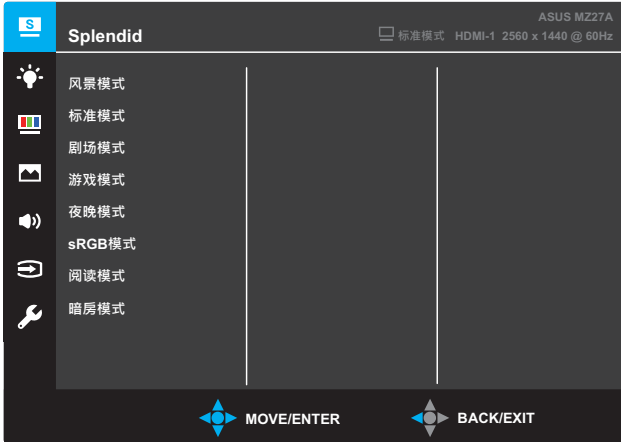 S
ASUS MZ27A
Splendid
标准模式 HDMI-1 2560 x 1440 @ 60Hz
风景模式
标准模式
剧场模式
游戏模式
夜晚模式
sRGB模式
阅读模式
暗房模式
MOVE/ENTER
BACK/EXIT